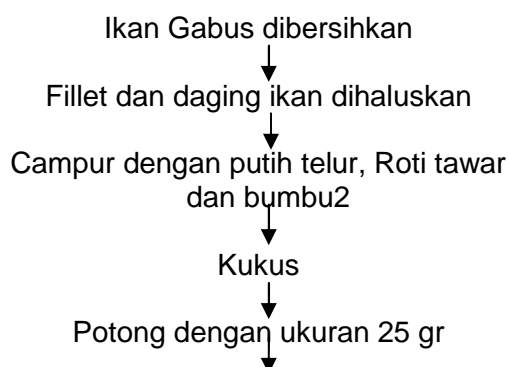 Ikan Gabus dibersihkan
Fillet dan daging ikan dihaluskan
Campur dengan putih telur, Roti tawar
dan bumbu2
Kukus
Potong dengan ukuran 25 gr